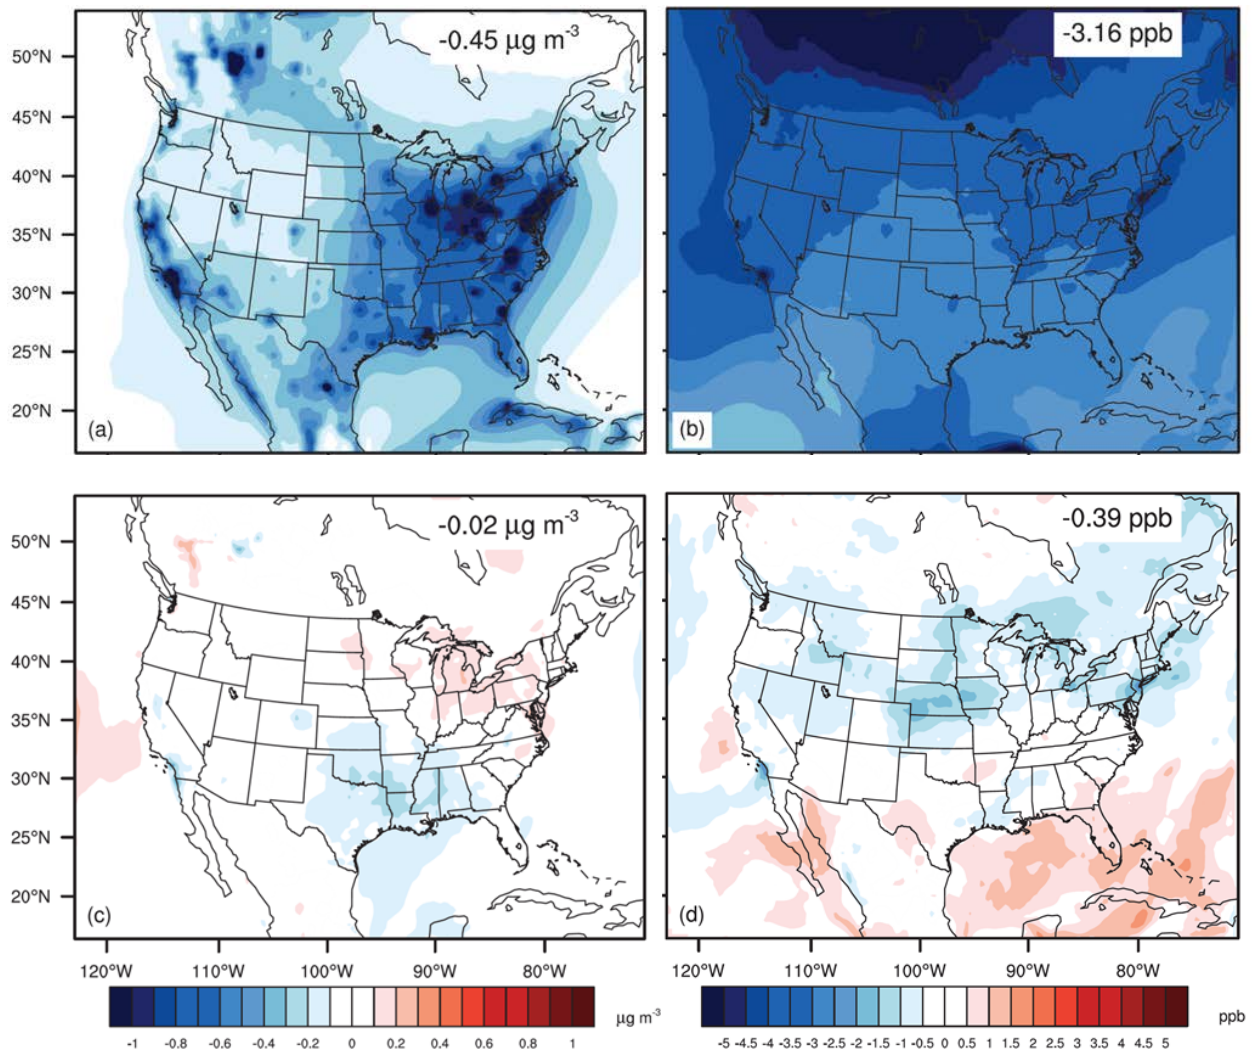 -0.45 μg m-3
-3.16 ppb
50°N
45°N
40°N
35°N
30°N
25°N
20°N
(a)
(b)
-0.02 μg m-3
-0.39 ppb
50°N
45°N
40°N
35°N
30°N
25°N
20°N
(c)
(d)
120°W 110°W 100°W 90°W 80°W
120°W 110°W 100°W 90°W 80°W
-1 -0.8 -0.6 -0.4 -0.2 0 0.2 0.4 0.6 0.8 1 μg m-3
-5 -4.5 -4 -3.5 -3 -2.5 -2 -1.5 -1 -0.5 0 0.5 1 1.5 2 2.5 3 3.5 4 4.5 5 ppb